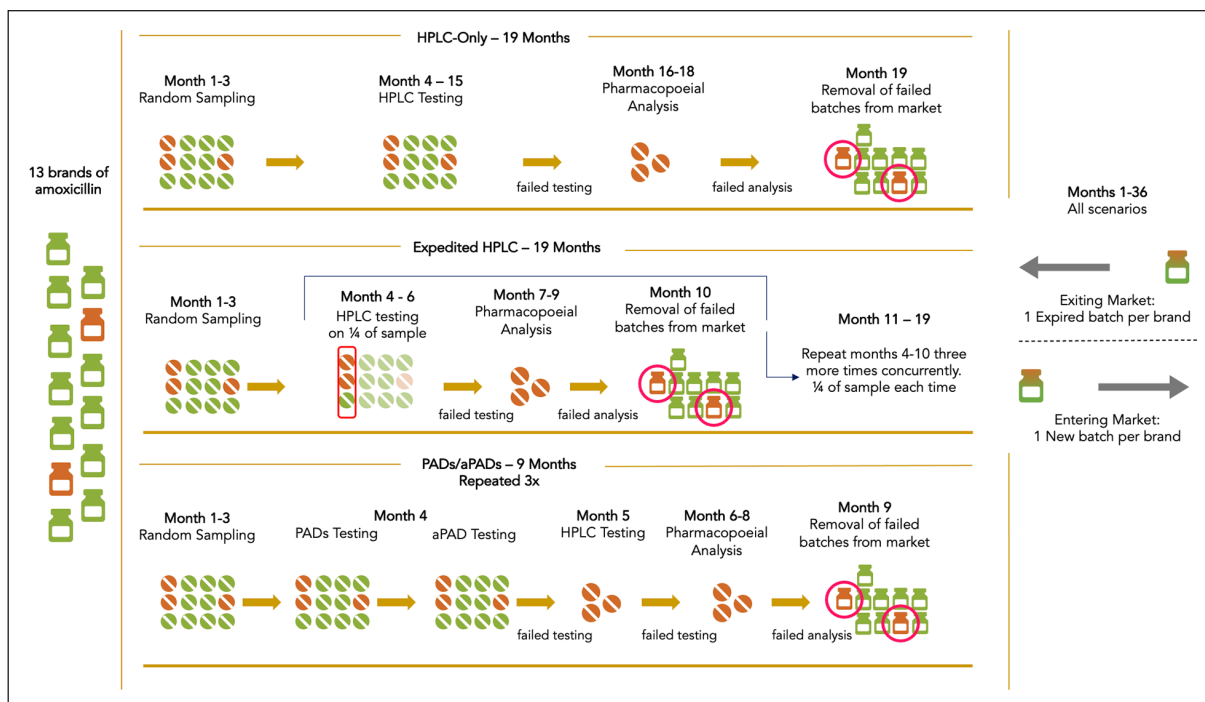 13 brands of
amoxicillin
HPLC-Only – 19 Months
Month 1-3
Random Sampling
Month 4 – 15
HPLC Testing
failed testing
Month 16-18
Pharmacopoeial
Analysis
failed analysis
Month 19
Removal of failed
batches from market
Expedited HPLC – 19 Months
Month 1-3
Random Sampling
Month 4 - 6
HPLC testing
on ¼ of sample
failed testing
Month 7-9
Pharmacopoeial
Analysis
failed analysis
Month 10
Removal of failed
batches from market
Month 11 – 19
Repeat months 4-10 three
more times concurrently.
¼ of sample each time
PADs/aPADs – 9 Months
Repeated 3x
Month 1-3
Random Sampling
Month 4
PADs Testing
aPAD Testing
failed testing
Month 5
HPLC Testing
failed testing
Month 6-8
Pharmacopoeial
Analysis
failed analysis
Month 9
Removal of failed
batches from market
Months 1-36
All scenarios
Exiting Market:
1 Expired batch per brand
Entering Market:
1 New batch per brand